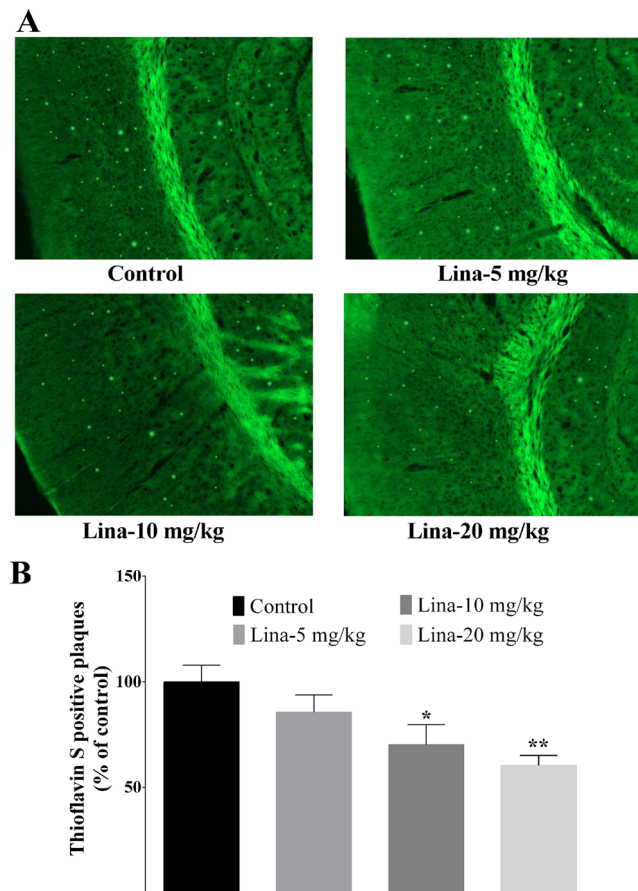 A
Control
Lina-5 mg/kg
Lina-10 mg/kg
Lina-20 mg/kg
B
Thioflavin S positive plaques
(% of control)
150
100
50
Control
Lina-10 mg/kg
Lina-5 mg/kg
Lina-20 mg/kg
*
**